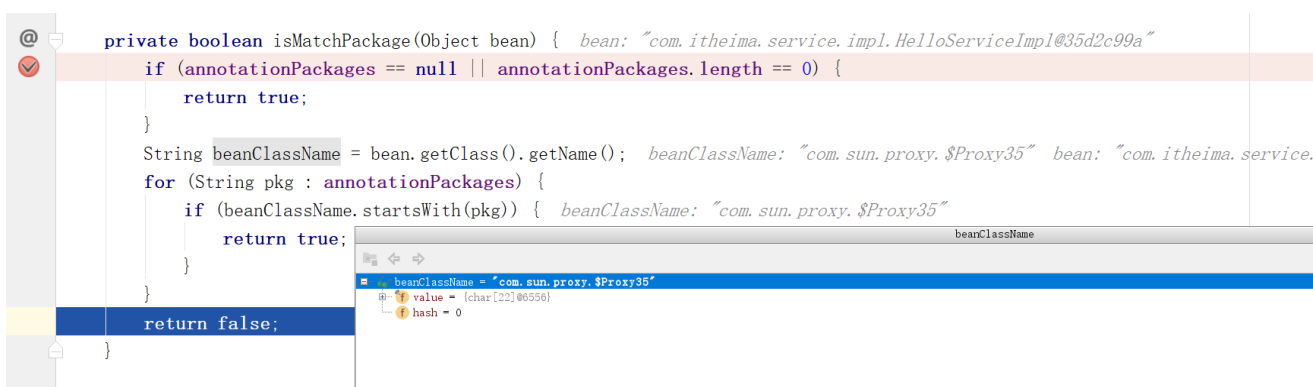 private boolean isMatchPackage(Object bean) { bean: "com.itheima.service.impl.HelloServiceImpl@35d2c99a"
if (annotationPackages == null || annotationPackages.length == 0) {
return true;
}
String beanClassName = bean.getClass().getName(); beanClassName: "com.sun.proxy.$Proxy35" bean: "com.itheima.service.
for (String pkg : annotationPackages) {
if (beanClassName.startsWith(pkg)) { beanClassName: "com.sun.proxy.$Proxy35"
return true;
beanClassName
}
beanClassName = "com.sun.proxy.$Proxy35"
value = {char[22]@6556}
}
hash = 0
return false;
}